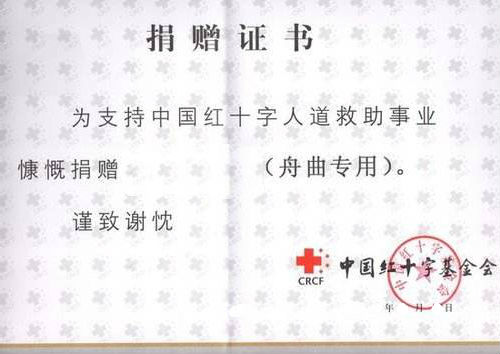 捐赠证书
为支持中国红十字人道救助事业
慷慨捐赠 （舟曲专用）。
谨致谢忱
CRCF 中国红十字基金会
年 月 日